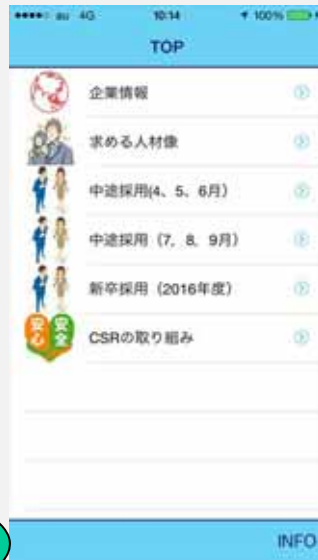 au 4G 10:14 100%
TOP
企業情報
求める人材像
中途採用(4、5、6月)
中途採用（7，8，9月）
新卒採用（2016年度）
安心 安全
CSRの取り組み
INFO